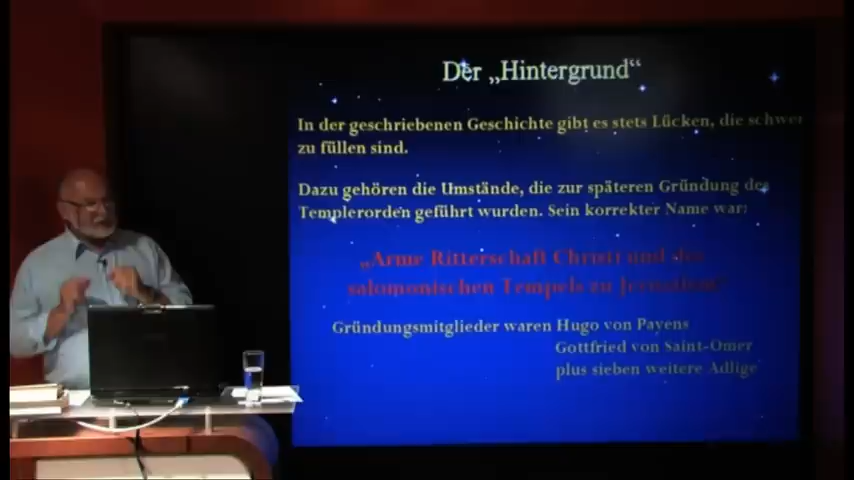 Der „Hintergrund“
In der geschriebenen Geschichte gibt es stets Lücken, die schwer
zu füllen sind.
Dazu gehören die Umstände, die zur späteren Gründung des
Templerorden geführt wurden. Sein korrekter Name war:
„Arme Ritterschaft Christi und des
salomonischen Tempels zu Jerusalem“
Gründungsmitglieder waren Hugo von Payens
Gottfried von Saint-Omer
plus sieben weitere Adlige